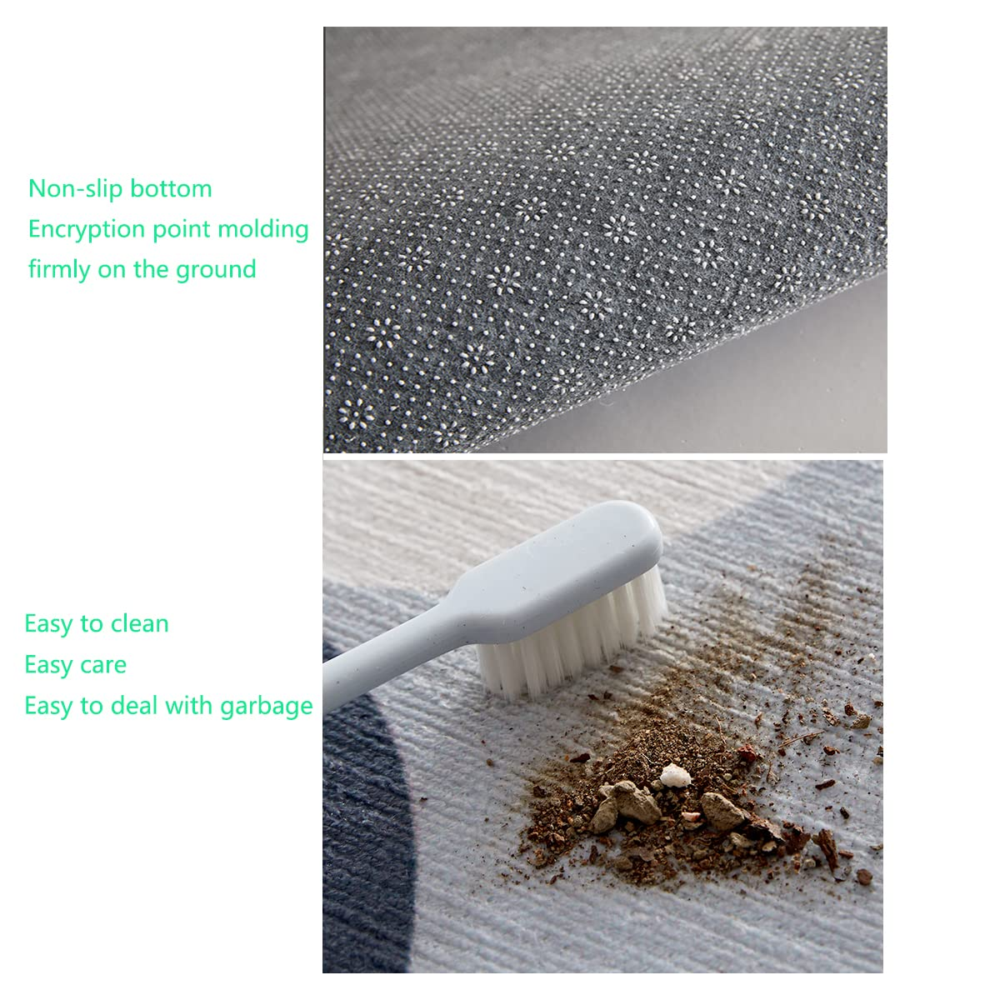 Non-slip bottom
Encryption point molding
firmly on the ground
Easy to clean
Easy care
Easy to deal with garbage